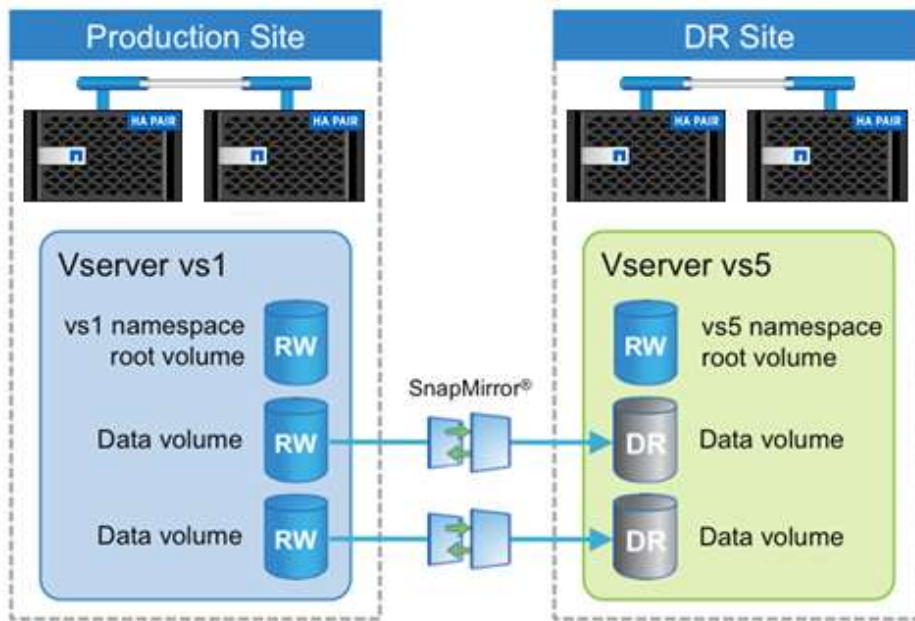 Production Site
DR Site
HA PAIR
HA PAIR
HA PAIR
HA PAIR
Vserver vs1
vs1 namespace
root volume
RW
Data volume
RW
Data volume
RW
SnapMirror®
Vserver vs5
RW
vs5 namespace
root volume
DR
Data volume
DR
Data volume